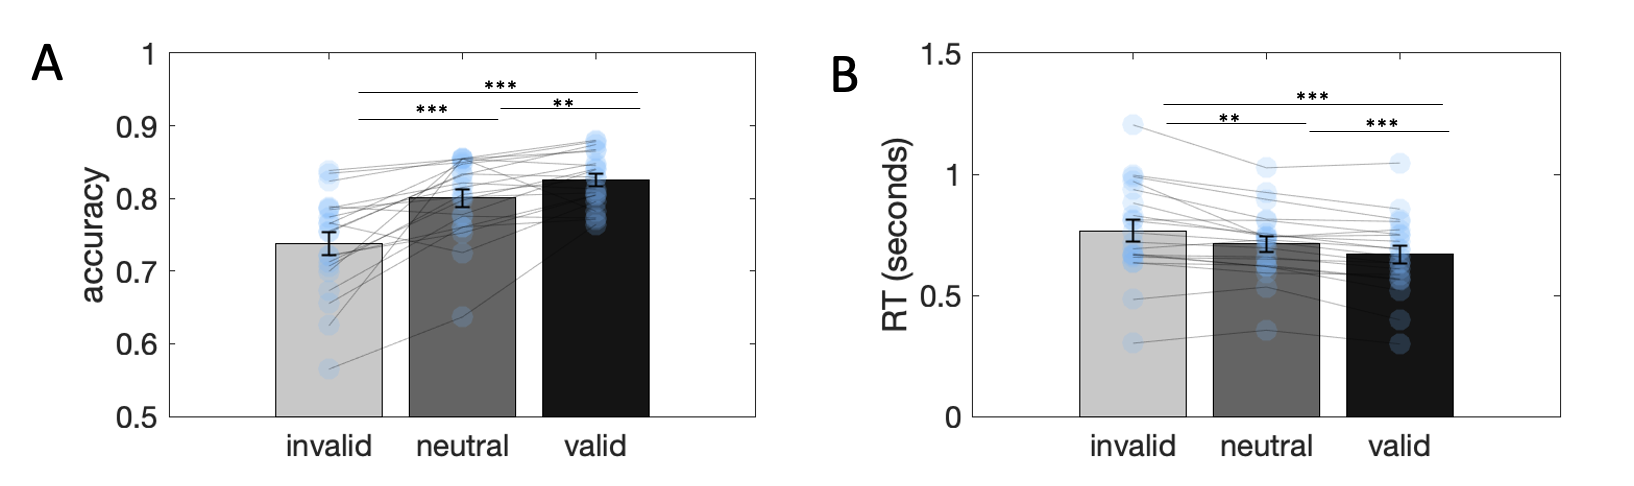 A
accuracy
1
0.9
0.8
0.7
0.6
0.5
***
***
**
invalid neutral valid
B
RT (seconds)
1.5
1
0.5
0
***
**
***
invalid neutral valid